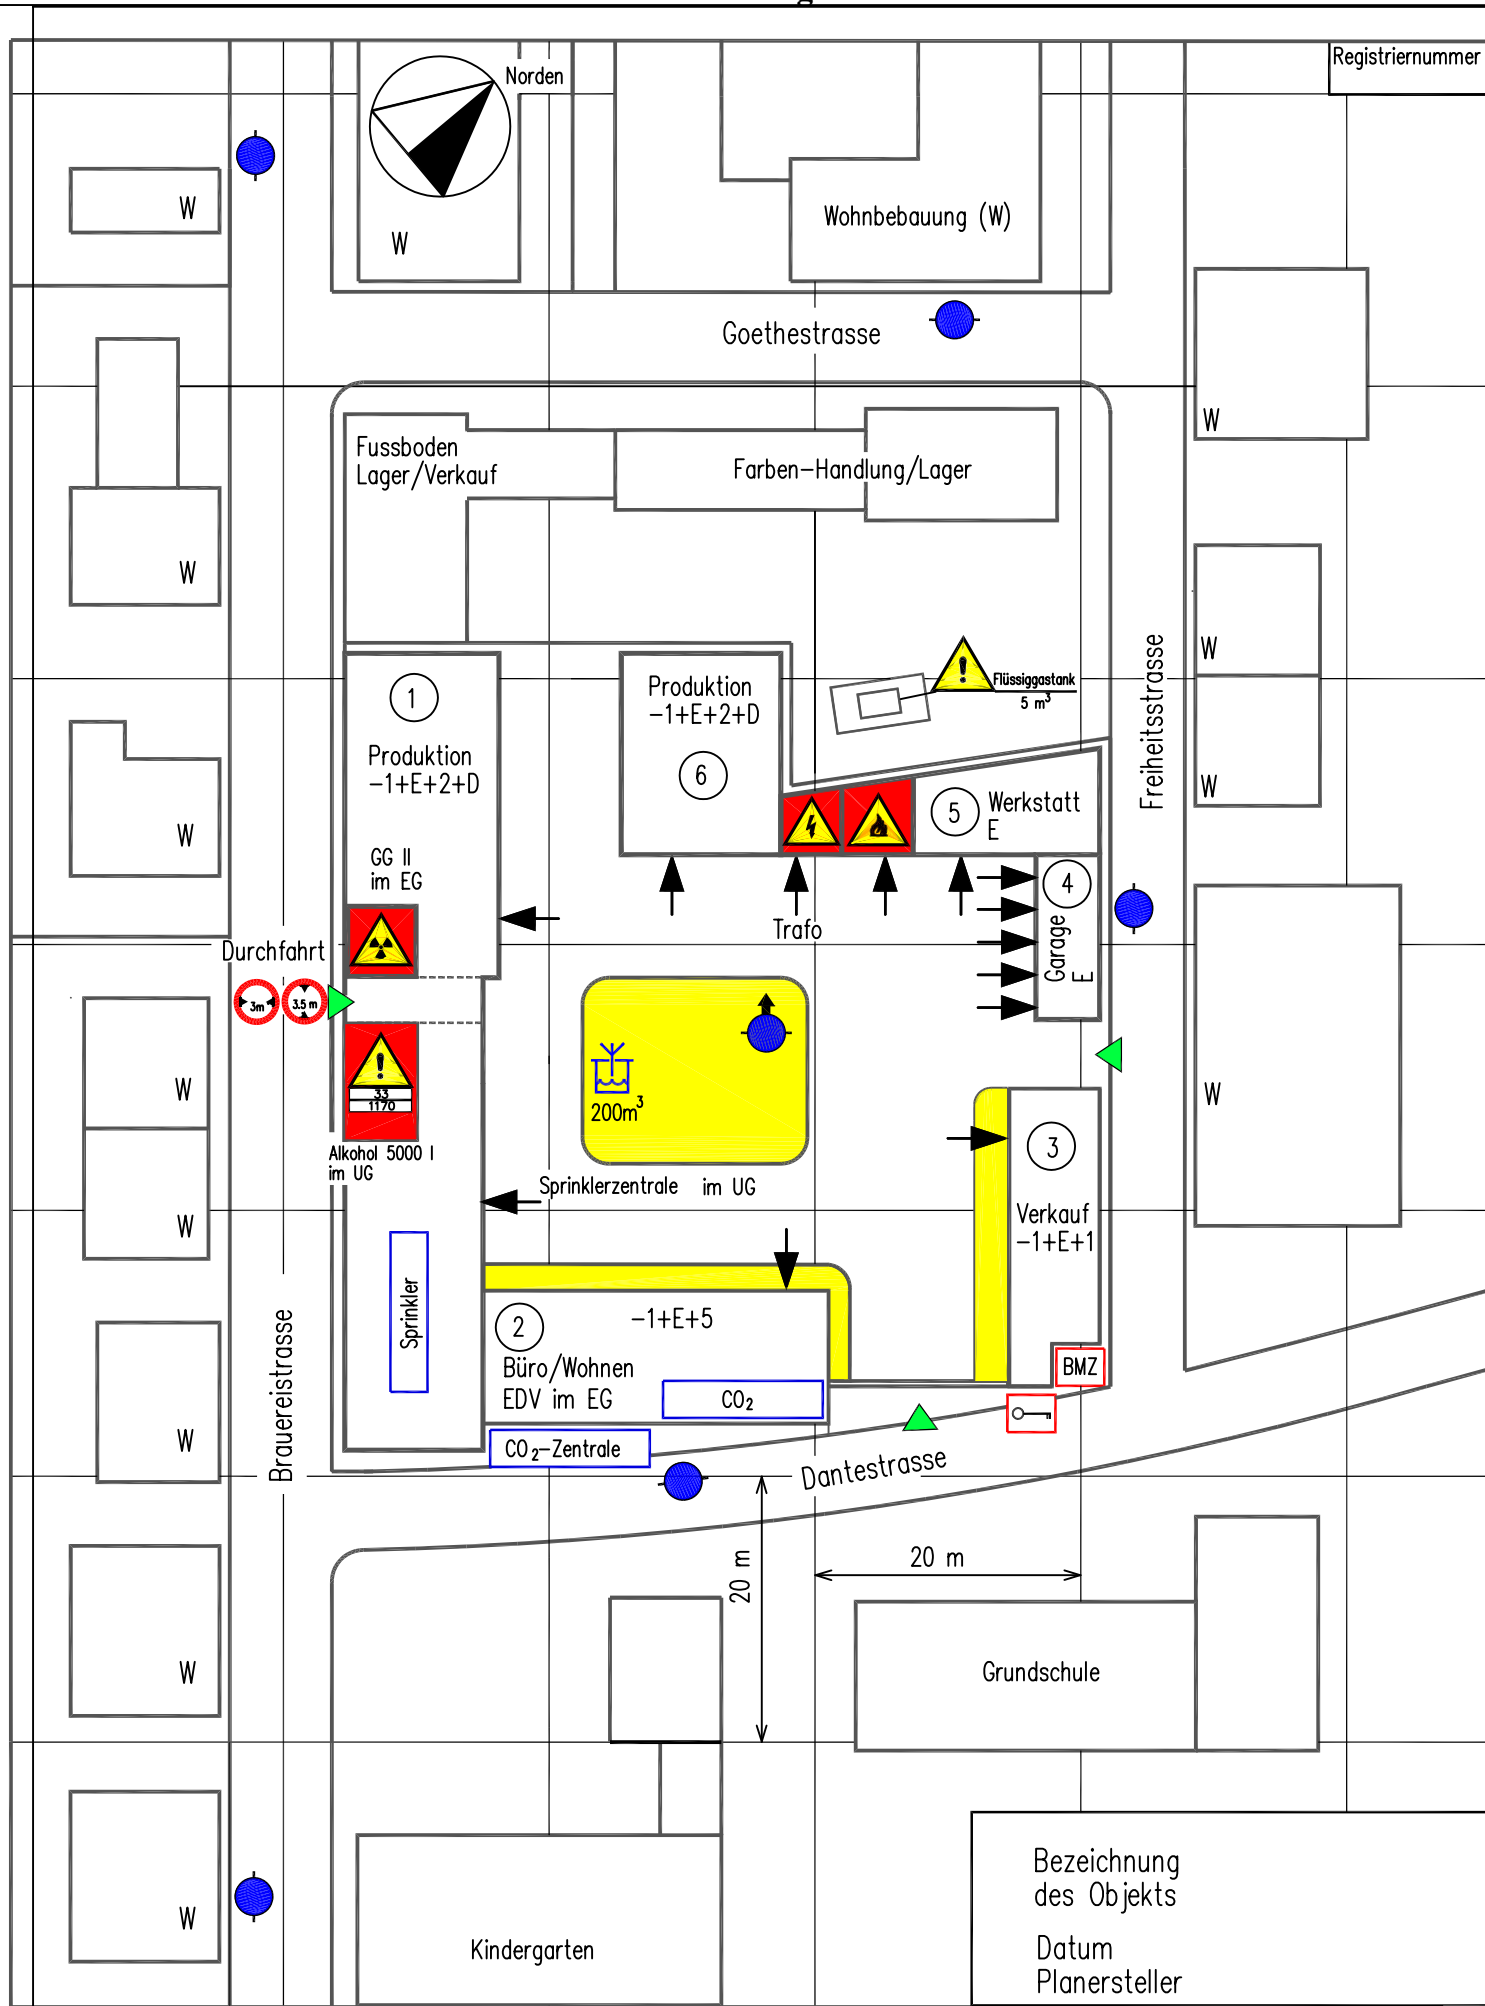 Registriernummer
Norden
W
W
Wohnbebauung (W)
Goethestrasse
W
Fussboden
Lager/Verkauf
Farben-Handlung/Lager
W
Freiheitsstrasse
W
Flüssiggastank
5 m³
1
Produktion
-1+E+2+D
GG II
im EG
Produktion
-1+E+2+D
6
5
Werkstatt
E
W
W
4
Garage
E
Trafo
Durchfahrt
3m
3.5 m
33
1170
Alkohol 5000 l
im UG
200m³
W
W
W
3
Verkauf
-1+E+1
Sprinklerzentrale im UG
Sprinkler
2
-1+E+5
Büro/Wohnen
EDV im EG
CO₂
BMZ
CO₂-Zentrale
Dantestrasse
Brauereistrasse
W
20 m
20 m
W
Grundschule
W
Kindergarten
Bezeichnung
des Objekts
Datum
Planersteller